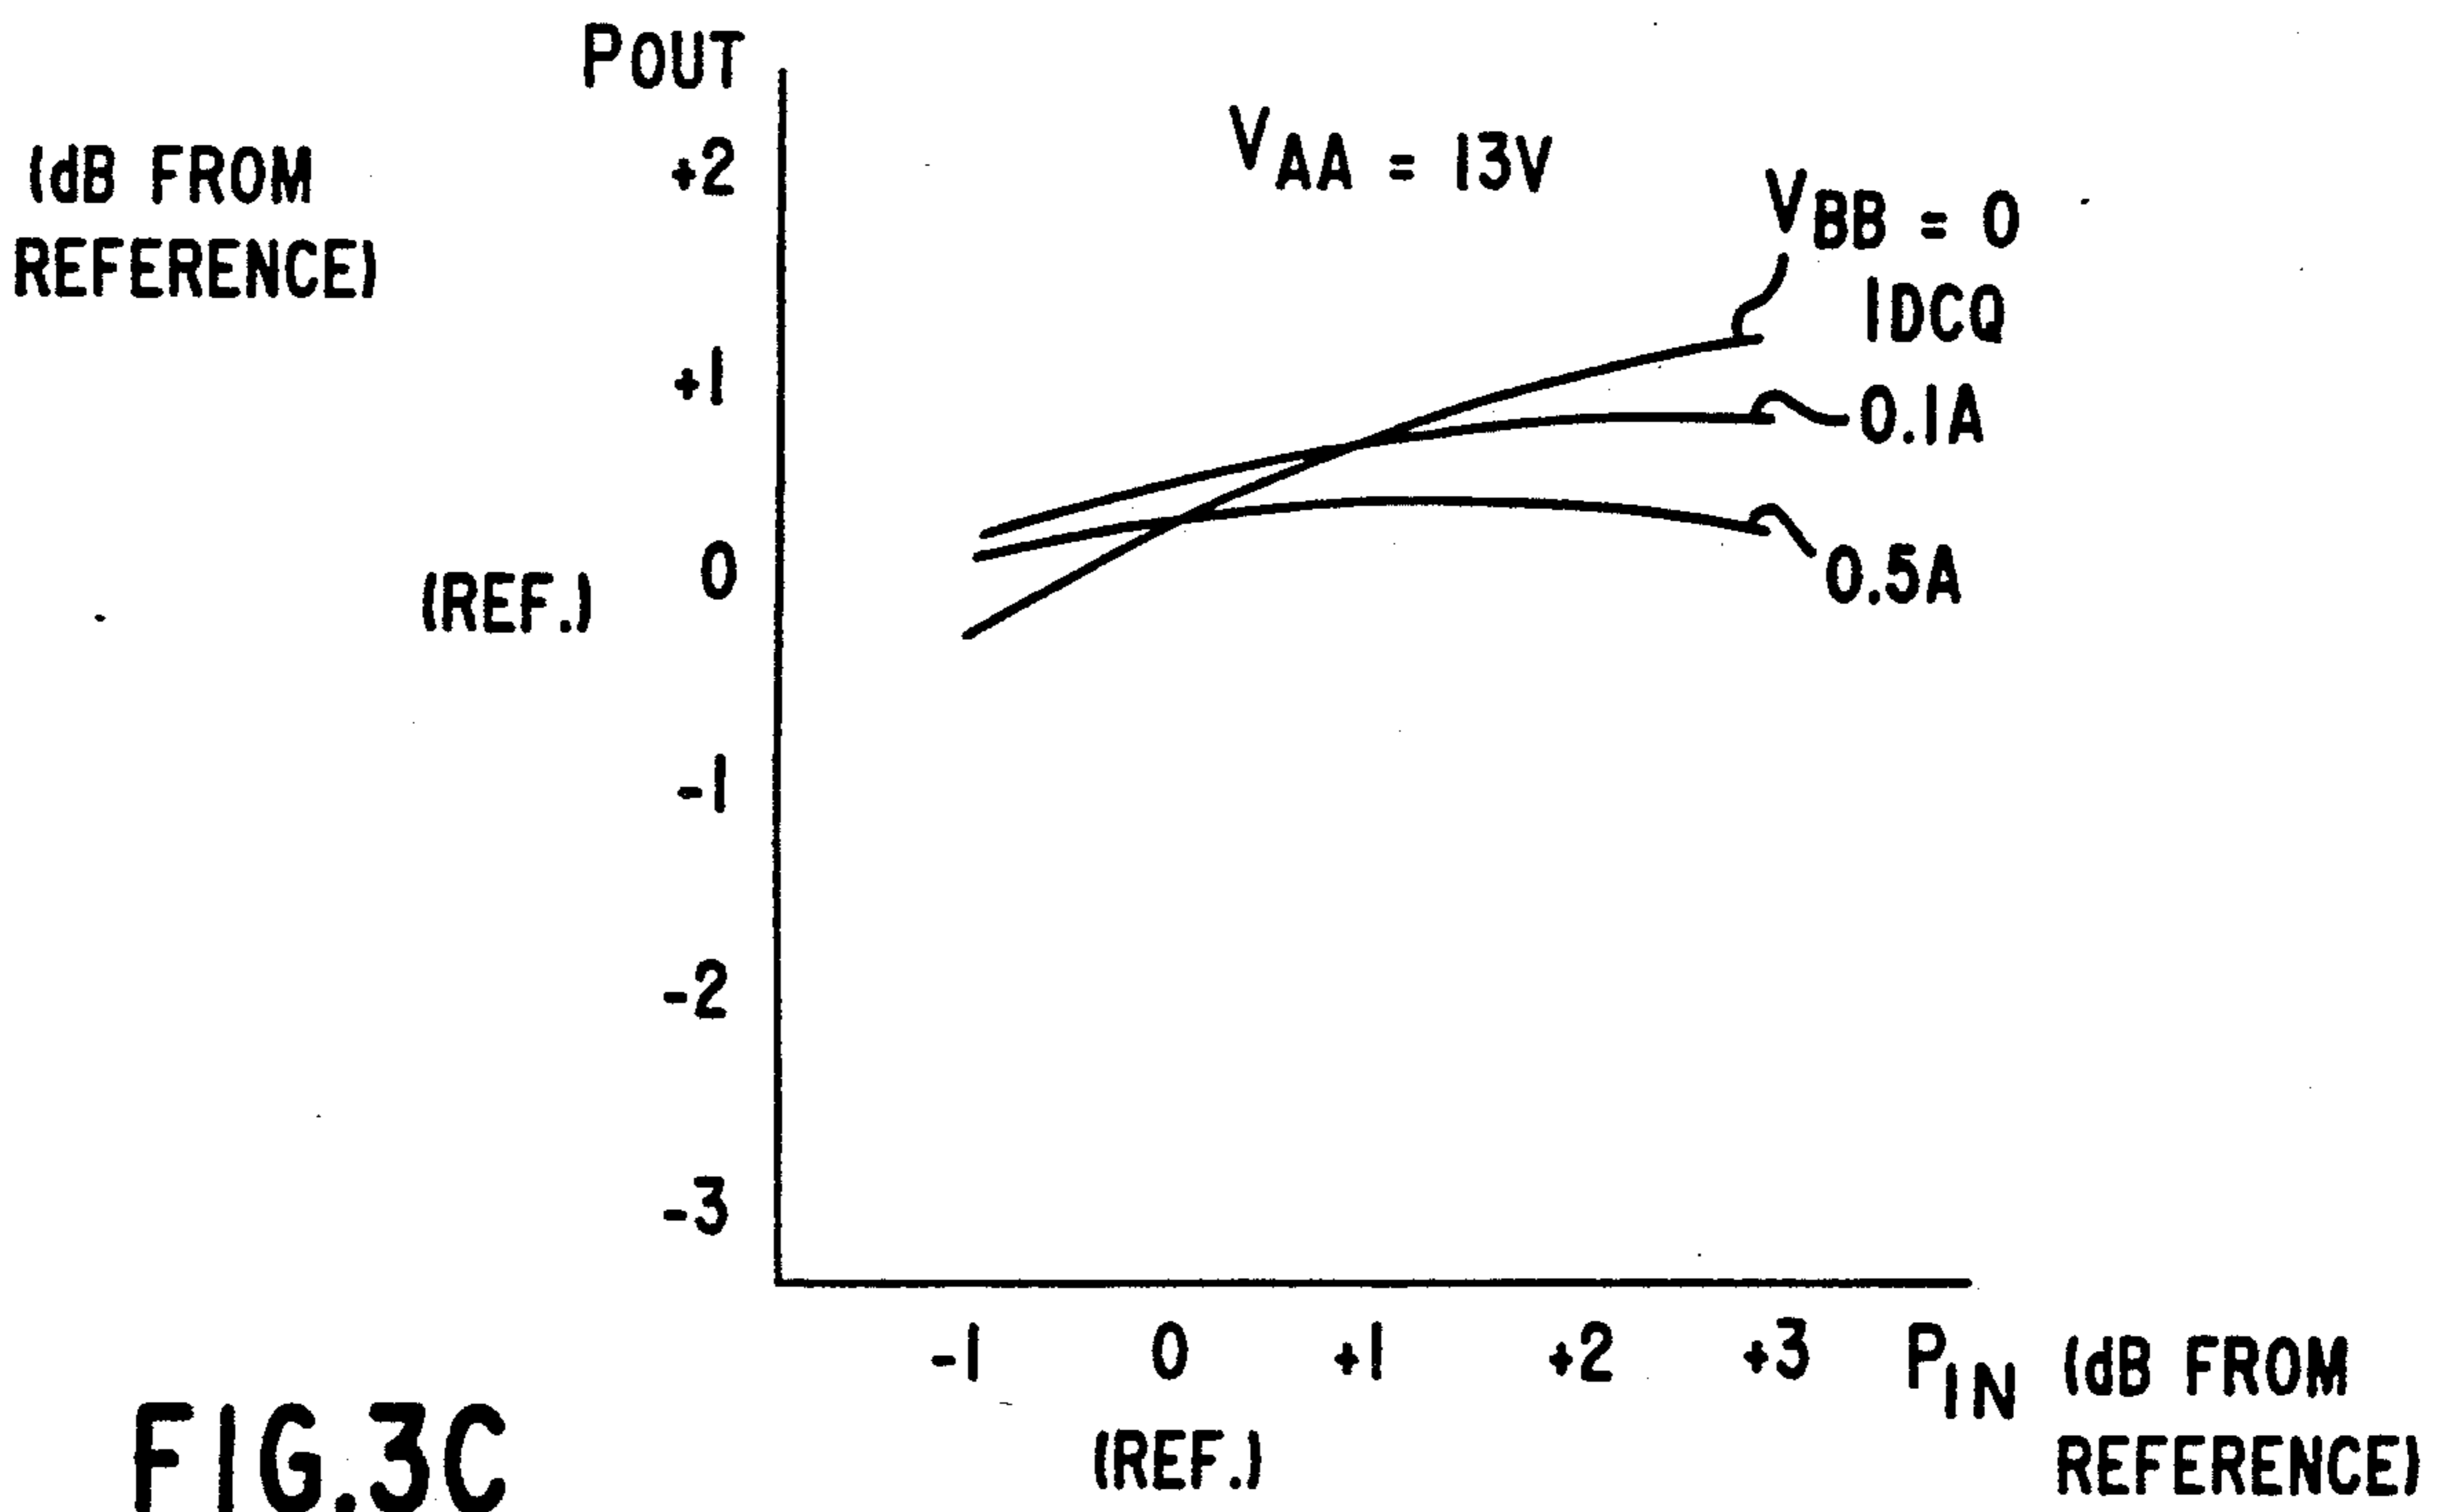 POUT
(dB FROM
REFERENCE)
+2
VAA = 13V
VBB = 0
IDCQ
+1
0.1A
0
(REF.)
0.5A
-1
-2
-3
-1 0 +1 +2 +3 PIN (dB FROM
REFERENCE)
(REF.)
FIG.3C